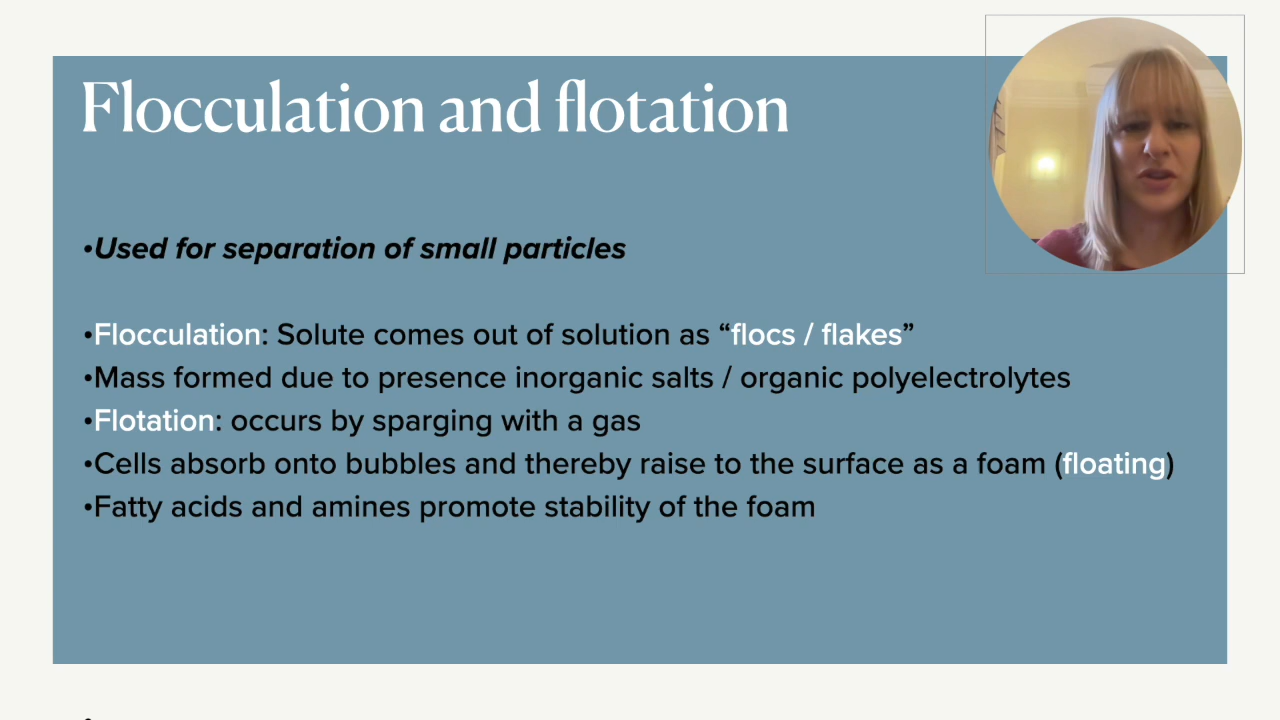 Flocculation and flotation
•Used for separation of small particles
•Flocculation: Solute comes out of solution as “flocs / flakes”
•Mass formed due to presence inorganic salts / organic polyelectrolytes
•Flotation: occurs by sparging with a gas
•Cells absorb onto bubbles and thereby raise to the surface as a foam (floating)
•Fatty acids and amines promote stability of the foam